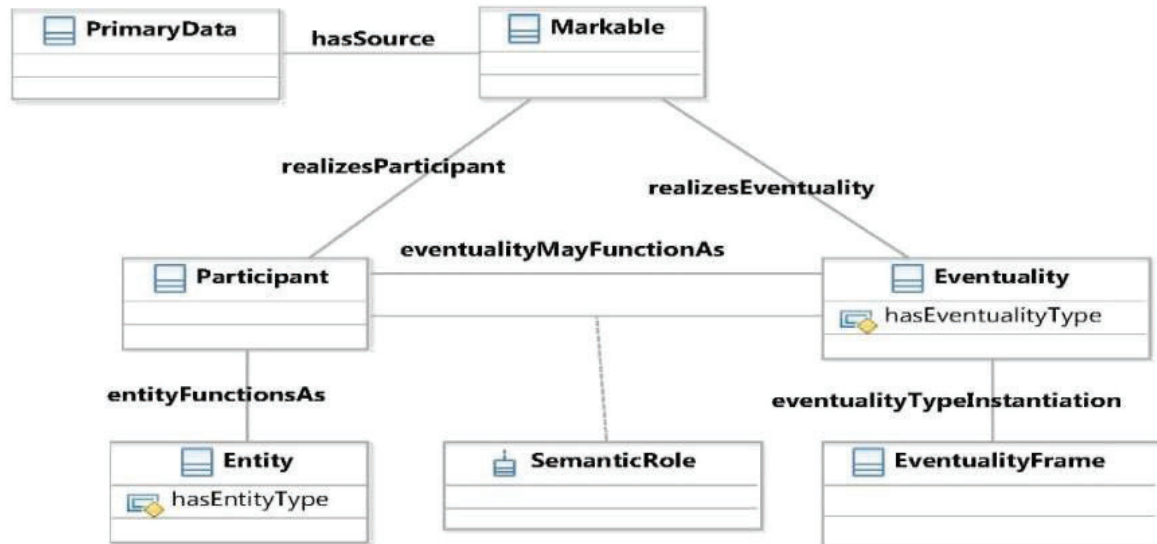 PrimaryData
hasSource
Markable
realizesParticipant
realizesEventuality
eventualityMayFunctionAs
Participant
Eventuality
hasEventualityType
entityFunctionsAs
eventualityTypeInstantiation
Entity
hasEntityType
SemanticRole
EventualityFrame